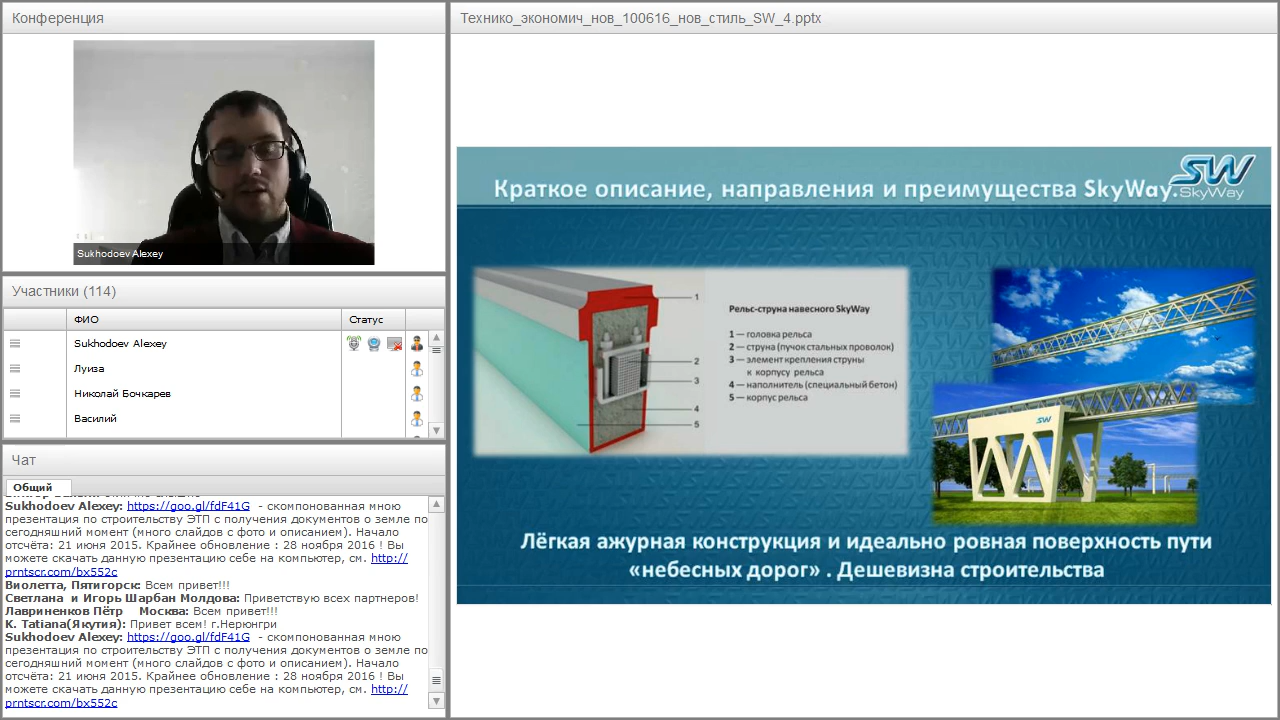 Конференция
Sukhodoev Alexey
Участники (114)
ФИО
Статус
Sukhodoev Alexey
Луиза
Николай Бочкарев
Василий
Чат
Общий
Sukhodoev Alexey: https://goo.gl/fdF41G - скомпонованная мною
презентация по строительству ЭТП с получения документов о земле по
сегодняшний момент (много слайдов с фото и описанием). Начало
отсчёта: 21 июня 2015. Крайнее обновление : 28 ноября 2016 ! Вы
можете скачать данную презентацию себе на компьютер, см. http://
prntscr.com/bx552c
Виолетта, Пятигорск: Всем привет!!!
Светлана и Игорь Шарбан Молдова: Приветствую всех партнеров!
Лавриненков Пётр Москва: Всем привет!!!
K. Tatiana(Якутия): Привет всем! г.Нерюнгри
Sukhodoev Alexey: https://goo.gl/fdF41G - скомпонованная мною
презентация по строительству ЭТП с получения документов о земле по
сегодняшний момент (много слайдов с фото и описанием). Начало
отсчёта: 21 июня 2015. Крайнее обновление : 28 ноября 2016 ! Вы
можете скачать данную презентацию себе на компьютер, см. http://
prntscr.com/bx552c
Технико_экономич_нов_100616_нов_стиль_SW_4.pptx
Краткое описание, направления и преимущества SkyWay.
SW
SkyWay
1
2
3
4
5
Рельс-струна навесного SkyWay
1 — головка рельса
2 — струна (пучок стальных проволок)
3 — элемент крепления струны
к корпусу рельса
4 — наполнитель (специальный бетон)
5 — корпус рельса
SW
Лёгкая ажурная конструкция и идеально ровная поверхность пути
«небесных дорог» . Дешевизна строительства